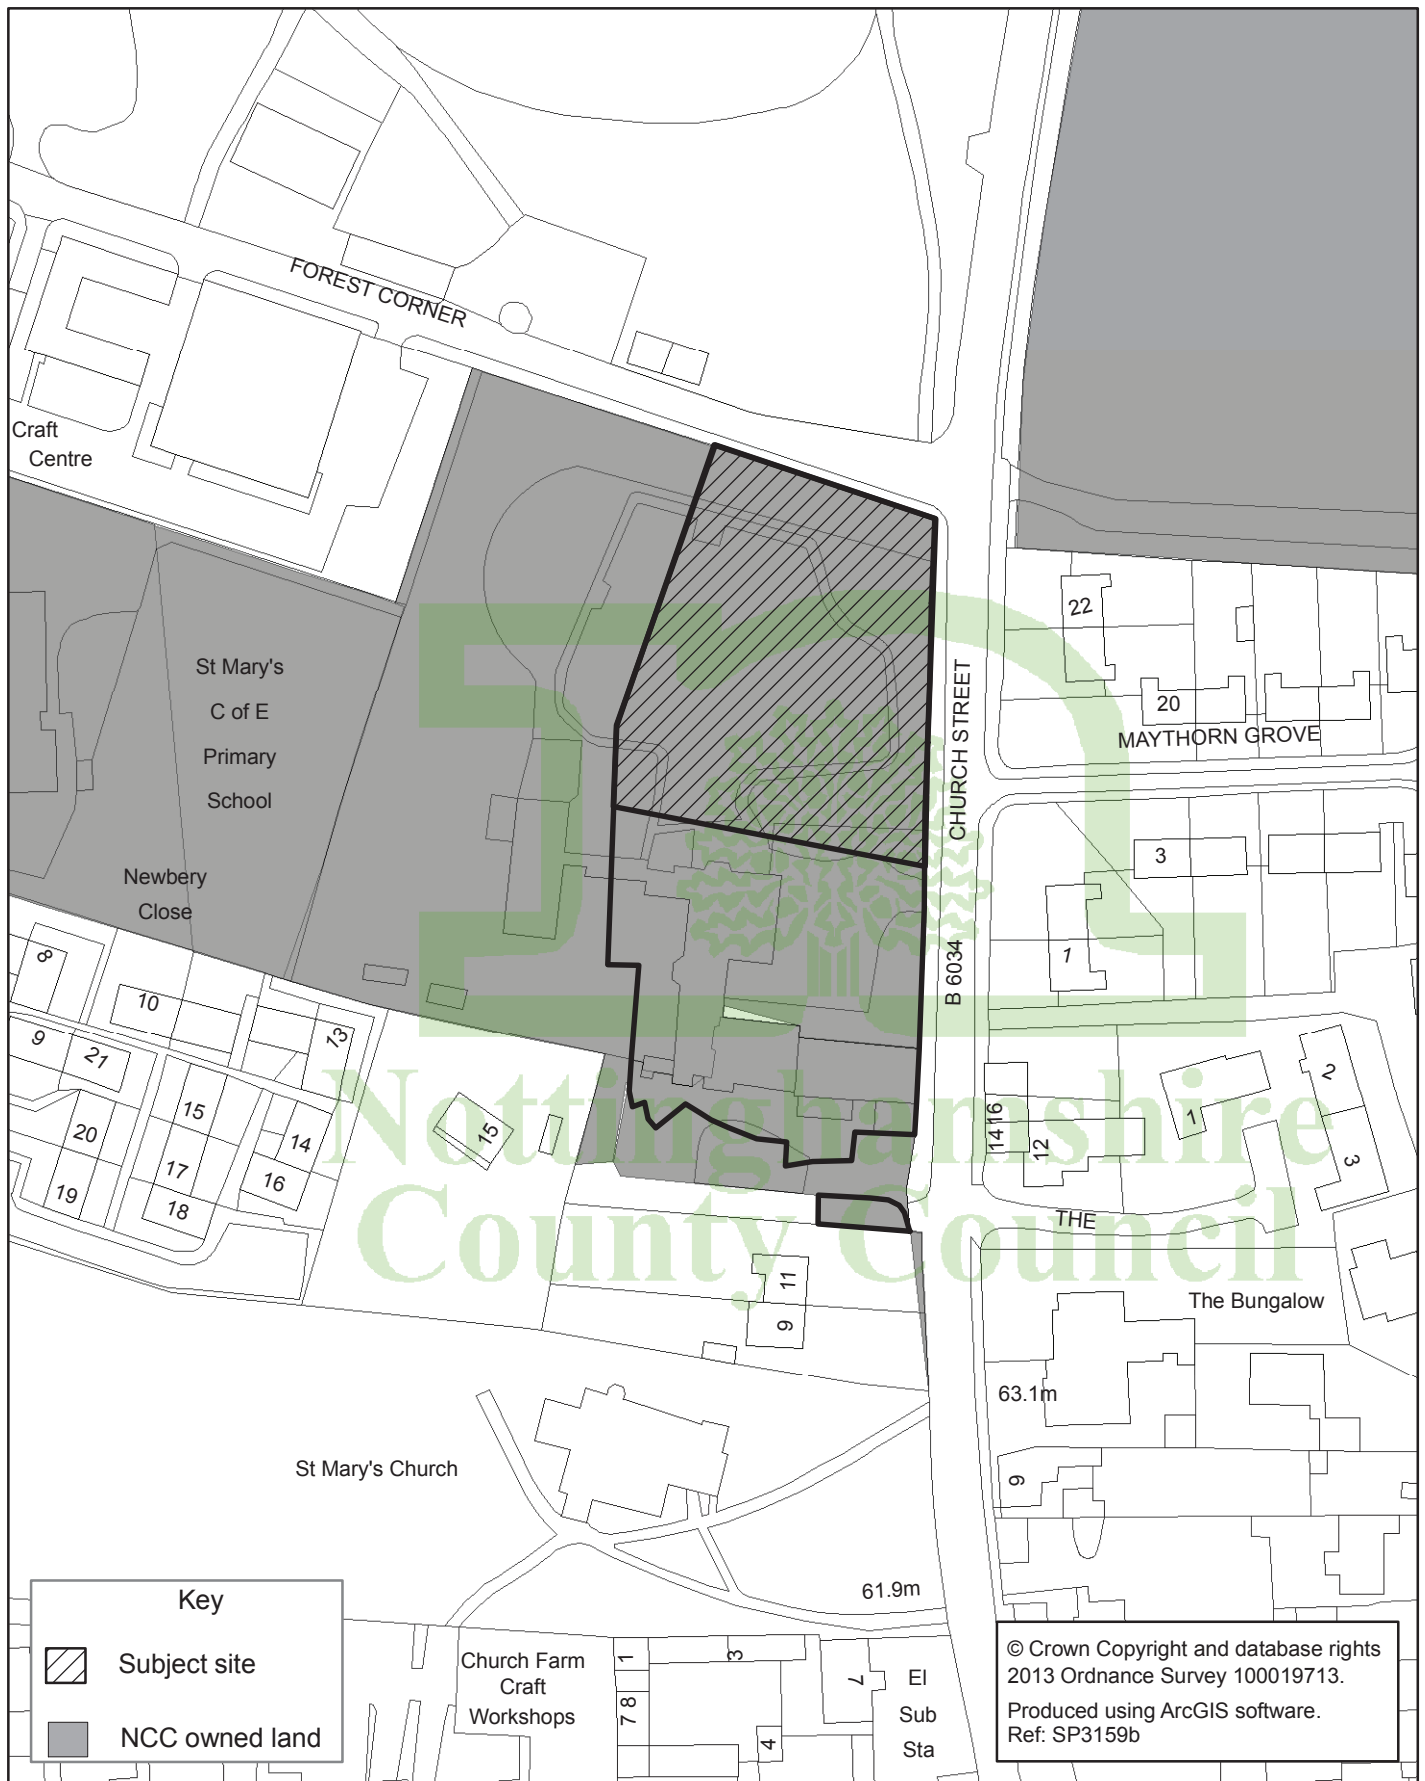 FOREST CORNER
Craft
Centre
St Mary's
C of E
Primary
School
Newbery
Close
CHURCH STREET
B 6034
22
20
MAYTHORN GROVE
3
1
8
10
13
9
21
15
20
17
14
19
18
16
15
14 16
12
1
2
3
THE
Nottinghamshire
County Council
11
9
The Bungalow
63.1m
St Mary's Church
9
61.9m
Key
Subject site
NCC owned land
Church Farm
Craft
Workshops
1
3
7 8
4
7
El
Sub
Sta
© Crown Copyright and database rights
2013 Ordnance Survey 100019713.
Produced using ArcGIS software.
Ref: SP3159b